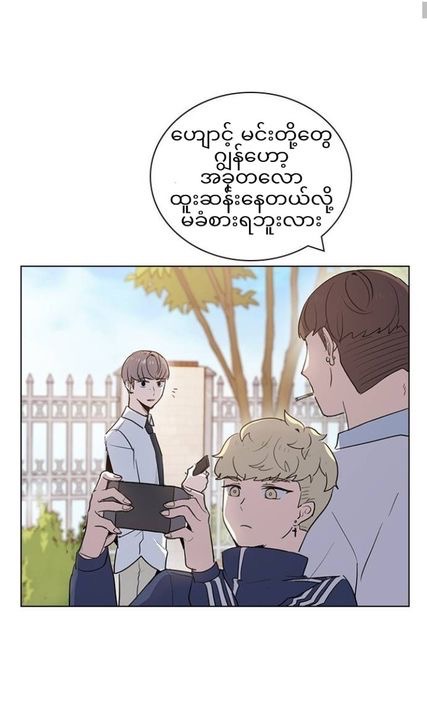 ဟျောင့် မင်းတို့တွေ
ဂျွန်ဟော့
အခုတလော
ထူးဆန်းနေတယ်လို့
မခံစားရဘူးလား